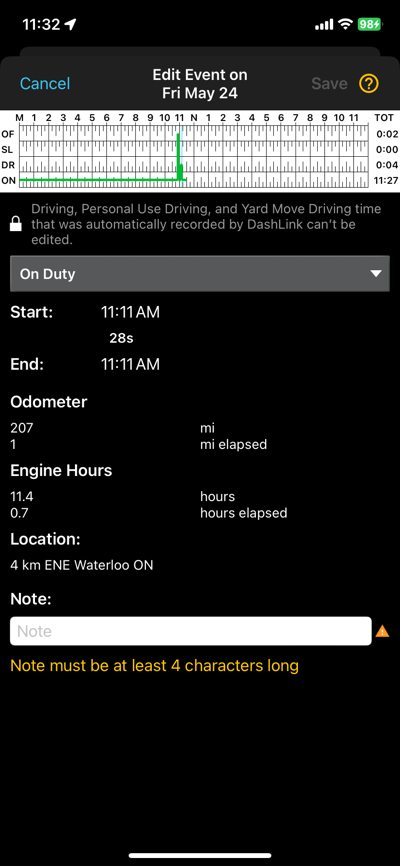 11:32
98
Cancel
Edit Event on
Fri May 24
Save
?
M 1 2 3 4 5 6 7 8 9 10 11 N 1 2 3 4 5 6 7 8 9 10 11 TOT
OF 0:02
SL 0:00
DR 0:04
ON 11:27
Driving, Personal Use Driving, and Yard Move Driving time
that was automatically recorded by DashLink can't be
edited.
On Duty
Start: 11:11 AM
28s
End: 11:11 AM
Odometer
207 mi
1 mi elapsed
Engine Hours
11.4 hours
0.7 hours elapsed
Location:
4 km ENE Waterloo ON
Note:
Note
Note must be at least 4 characters long